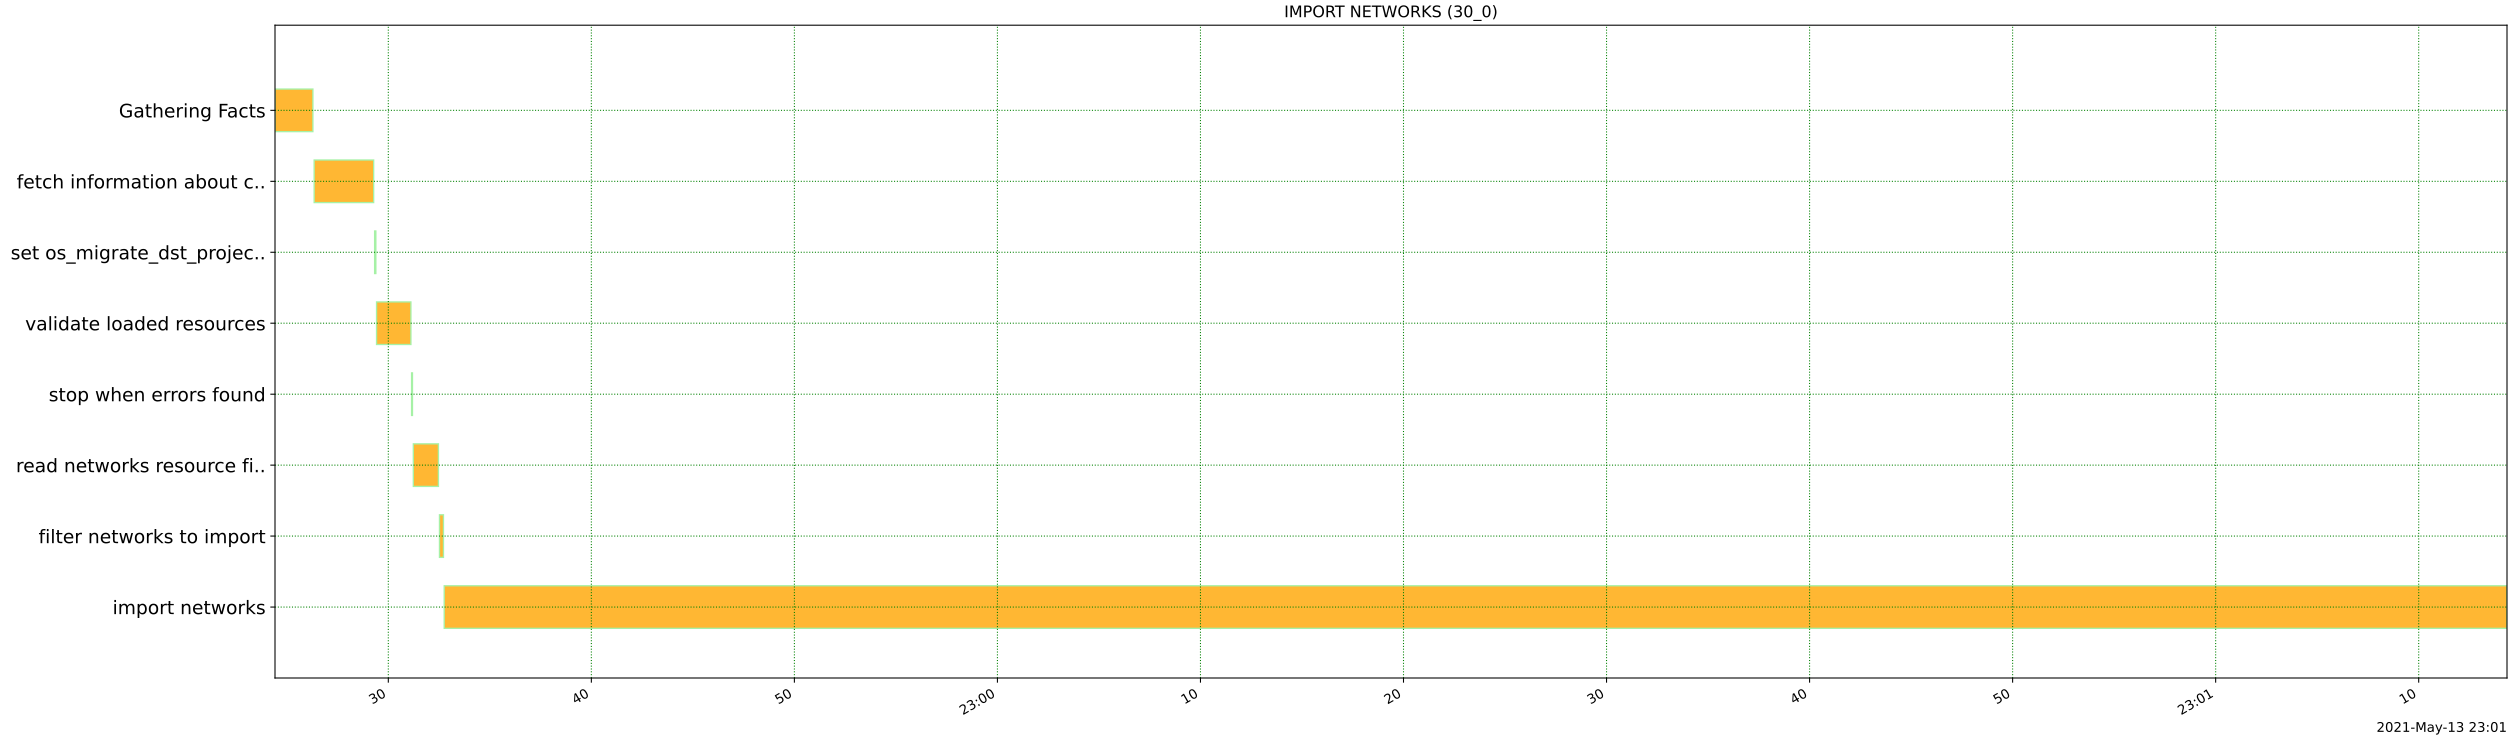 IMPORT NETWORKS (30_0)
Gathering Facts
fetch information about c..
set os_migrate_dst_projec..
validate loaded resources
stop when errors found
read networks resource fi..
filter networks to import
import networks
30 40 50 23:00 10 20 30 40 50 23:01 10
2021-May-13 23:01